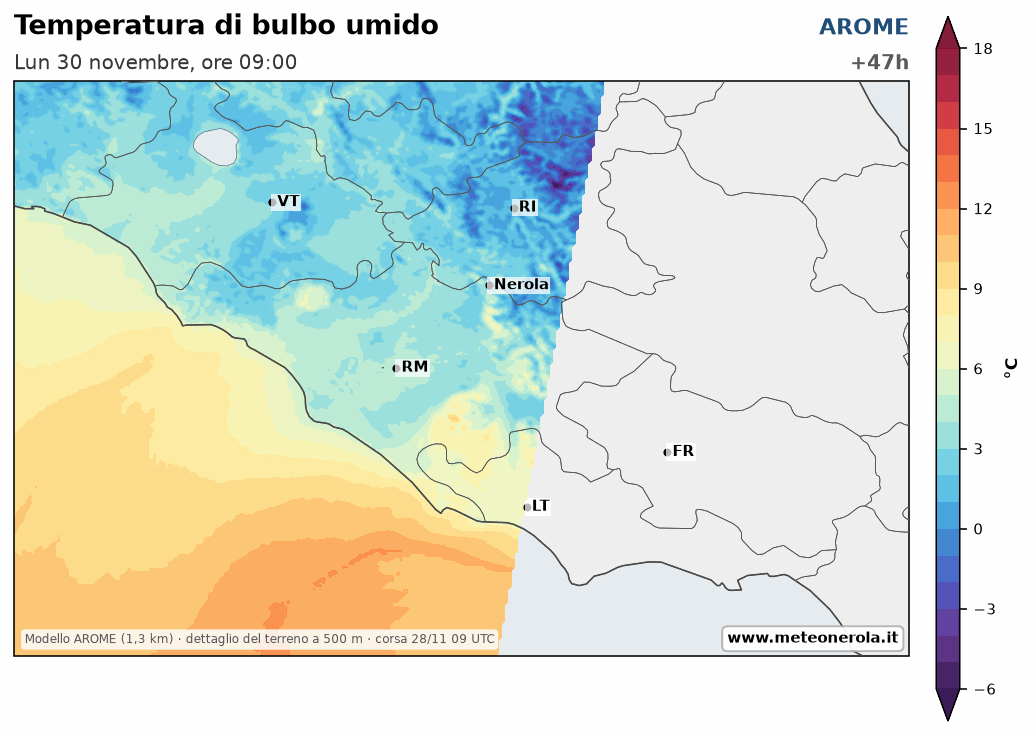 Temperatura di bulbo umido
AROME
Lun 30 novembre, ore 09:00
+47h
VT
RI
Nerola
RM
FR
LT
Modello AROME (1,3 km) · dettaglio del terreno a 500 m · corsa 28/11 09 UTC
www.meteonerola.it
18
15
12
9
6
3
0
−3
−6
°C